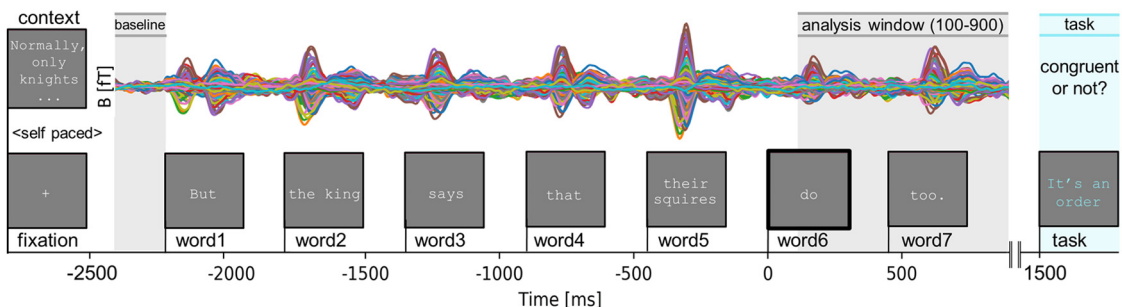 context
baseline
analysis window (100-900)
task
Normally,
only
knights
...
B [fT]
congruent
or not?
<self paced>
+
But
the king
says
that
their
squires
do
too.
It's an
order
fixation
word1
word2
word3
word4
word5
word6
word7
task
-2500
-2000
-1500
-1000
-500
0
500
1500
Time [ms]